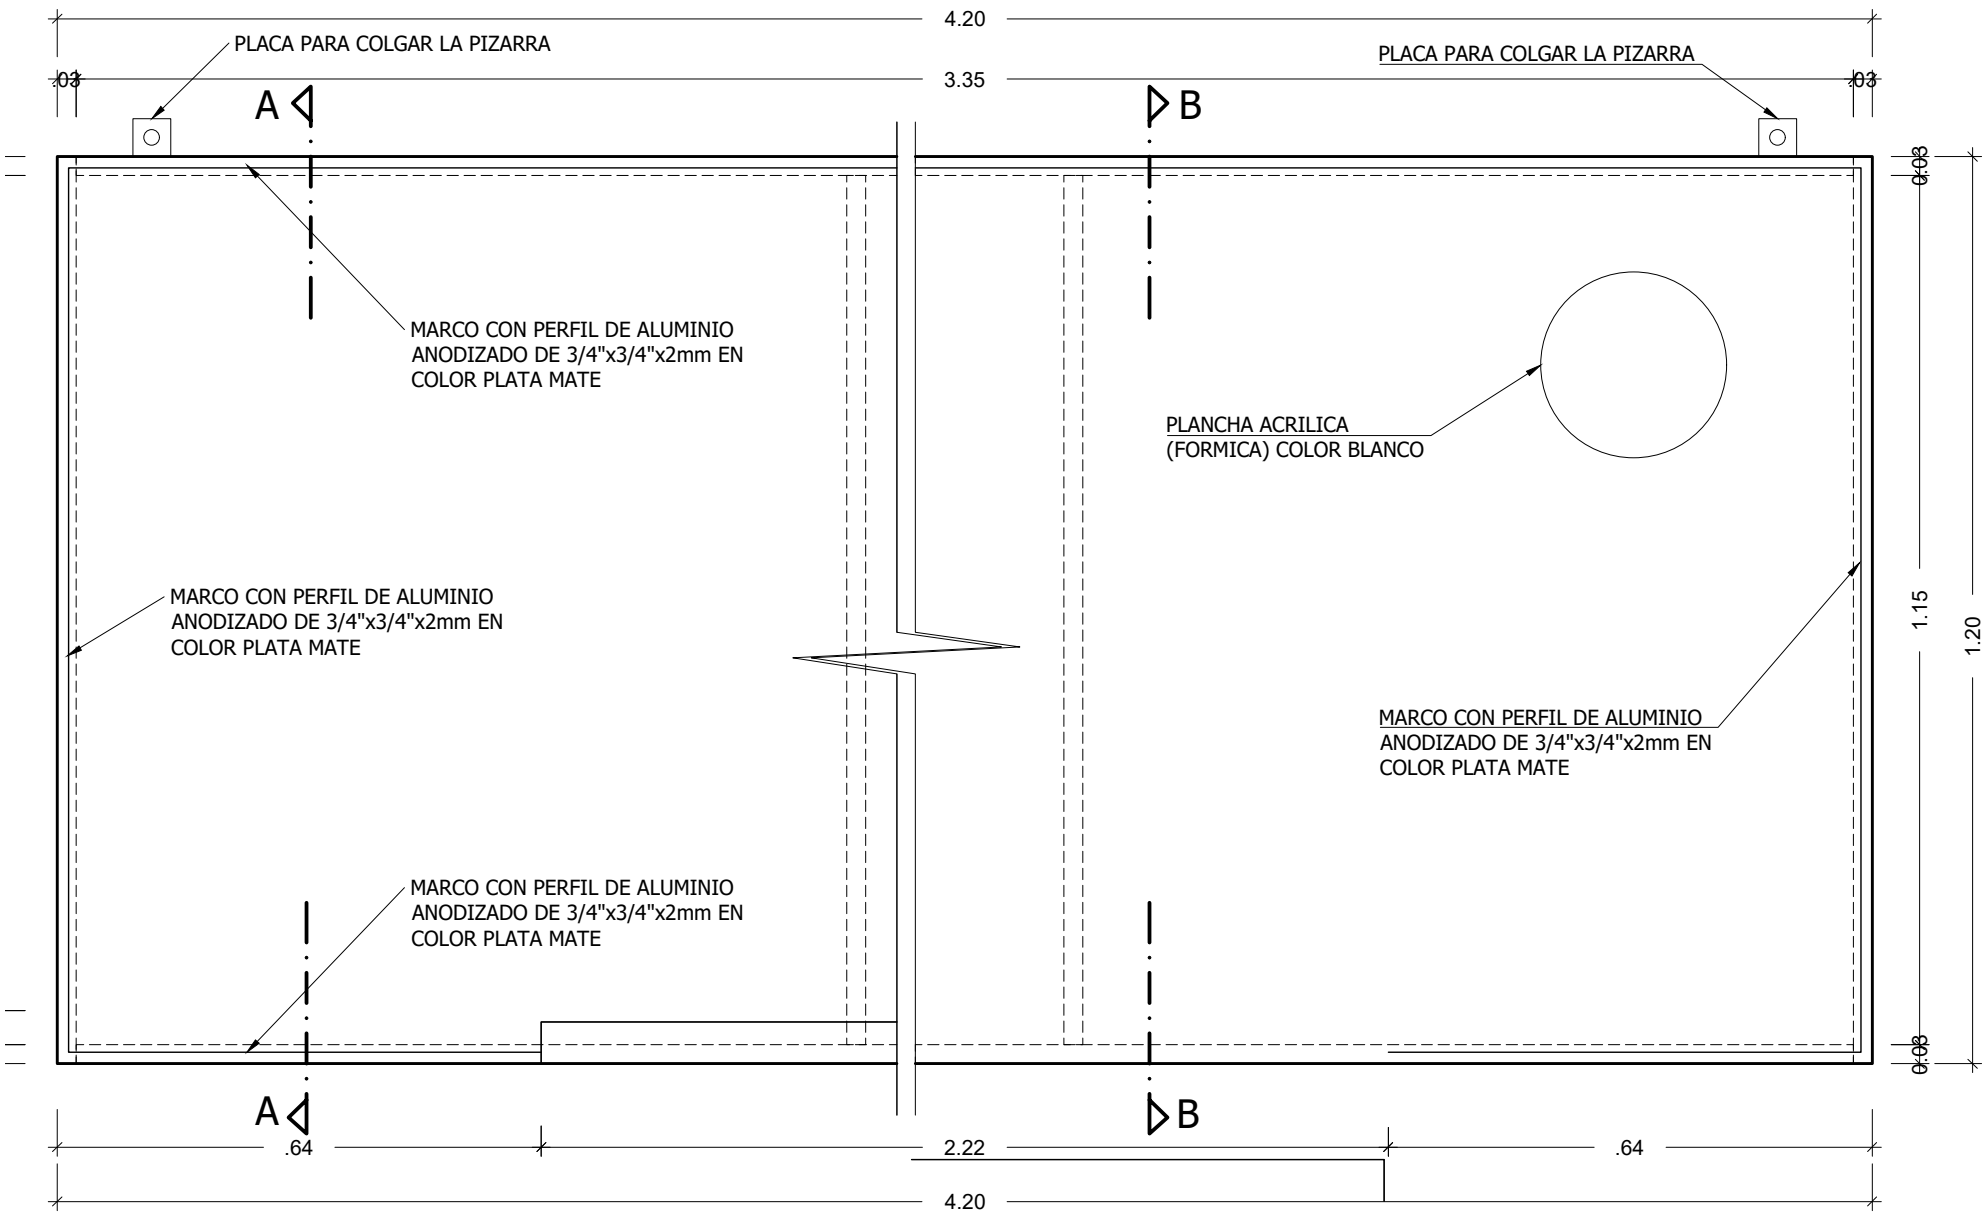 4.20
PLACA PARA COLGAR LA PIZARRA
PLACA PARA COLGAR LA PIZARRA
.03
3.35
.03
A
B
0.03
MARCO CON PERFIL DE ALUMINIO
ANODIZADO DE 3/4"x3/4"x2mm EN
COLOR PLATA MATE
PLANCHA ACRILICA
(FORMICA) COLOR BLANCO
MARCO CON PERFIL DE ALUMINIO
ANODIZADO DE 3/4"x3/4"x2mm EN
COLOR PLATA MATE
1.15
1.20
MARCO CON PERFIL DE ALUMINIO
ANODIZADO DE 3/4"x3/4"x2mm EN
COLOR PLATA MATE
MARCO CON PERFIL DE ALUMINIO
ANODIZADO DE 3/4"x3/4"x2mm EN
COLOR PLATA MATE
0.03
A
B
.64
2.22
.64
4.20